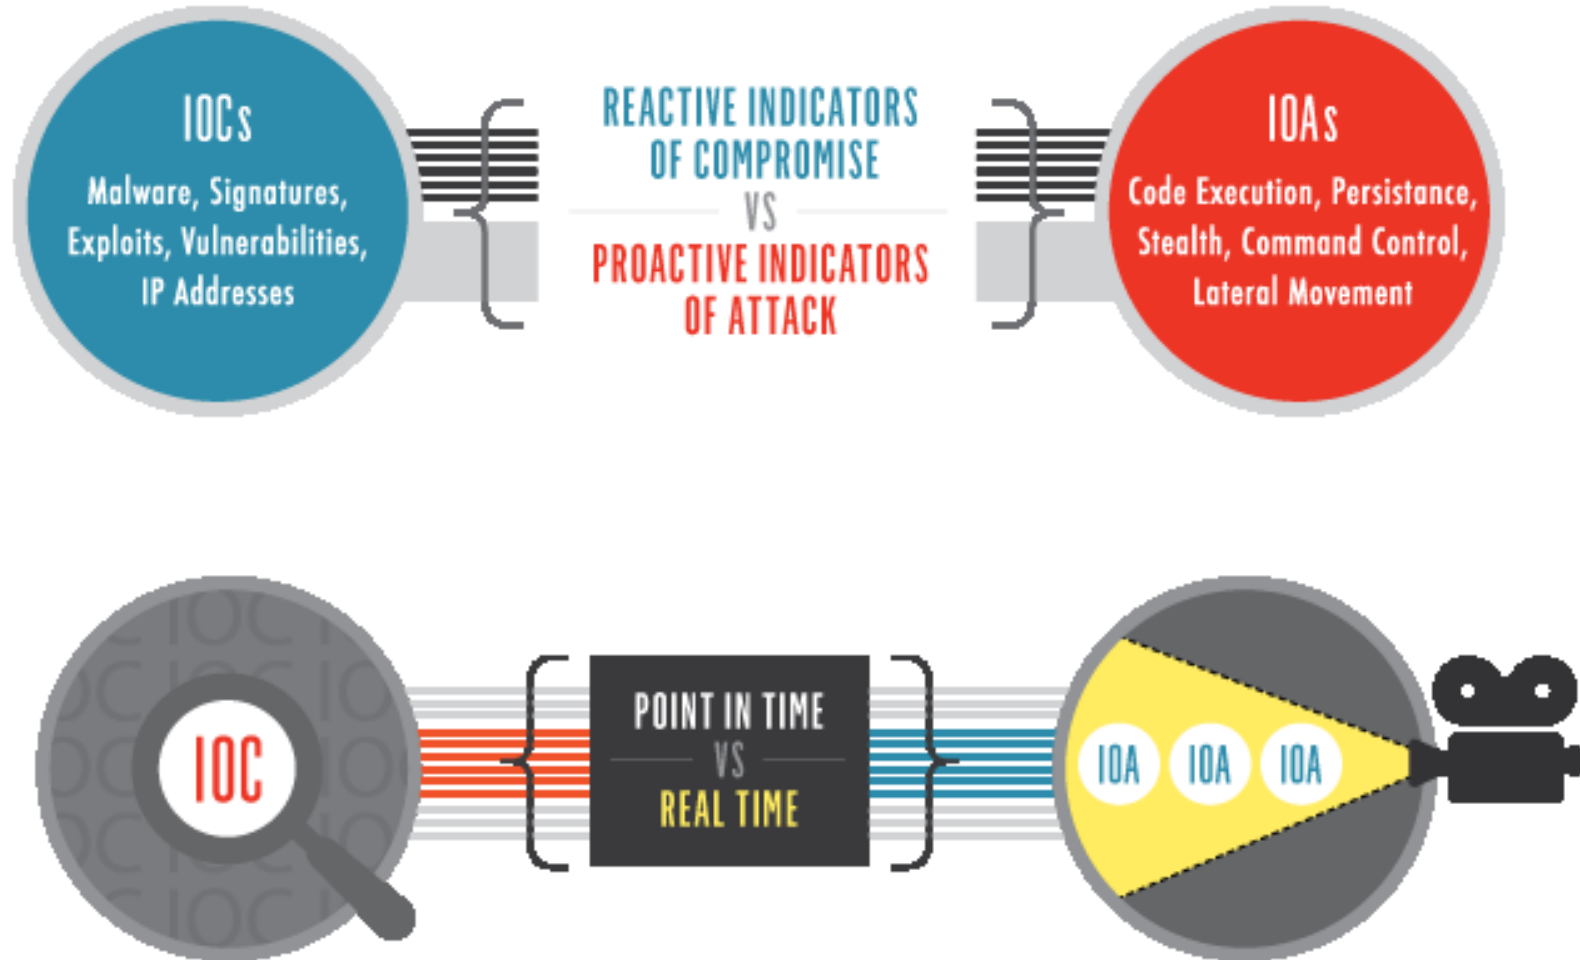 IOCs
Malware, Signatures,
Exploits, Vulnerabilities,
IP Addresses
REACTIVE INDICATORS
OF COMPROMISE
VS
PROACTIVE INDICATORS
OF ATTACK
IOAs
Code Execution, Persistance,
Stealth, Command Control,
Lateral Movement
IOC
POINT IN TIME
VS
REAL TIME
IOA IOA IOA